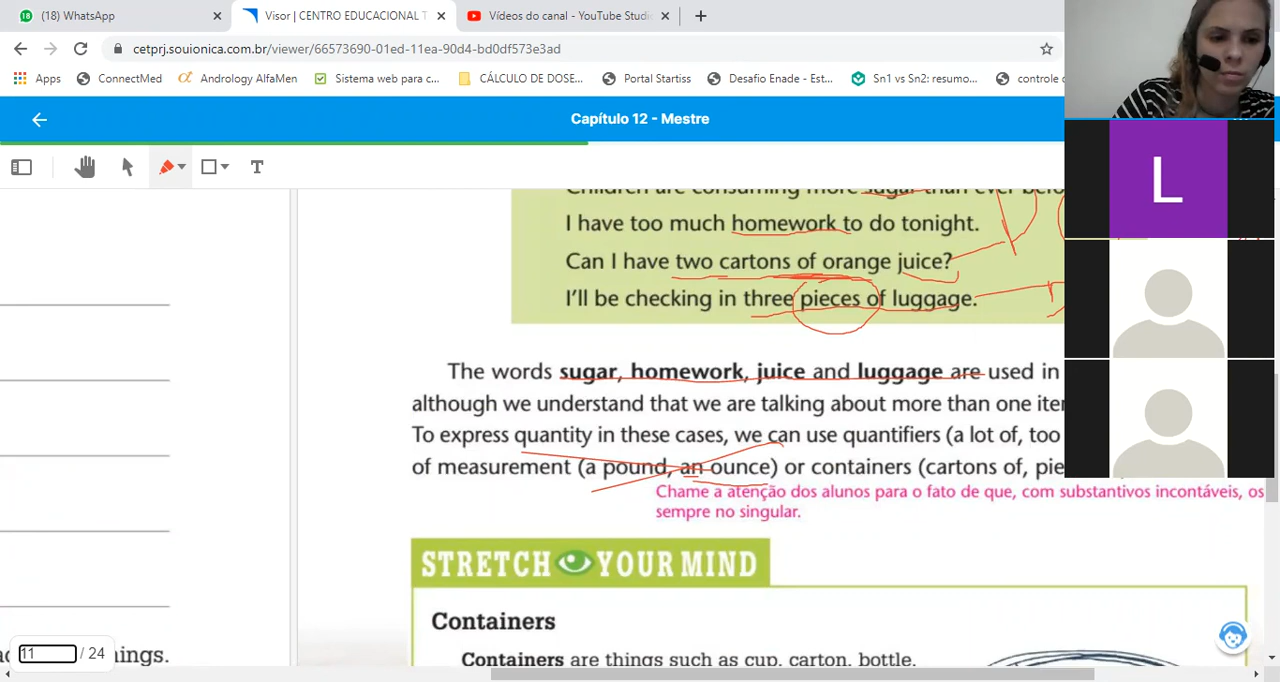 (18) WhatsApp
Visor | CENTRO EDUCACIONAL T
Vídeos do canal - YouTube Studi
cetprj.souionica.com.br/viewer/66573690-01ed-11ea-90d4-bd0df573e3ad
Apps ConnectMed Andrology AlfaMen Sistema web para c... CÁLCULO DE DOSE... Portal Startiss Desafio Enade - Est... Sn1 vs Sn2: resumo... controle
Capítulo 12 - Mestre
T
L
Children are consuming more sugar than ever
I have too much homework to do tonight.
Can I have two cartons of orange juice?
I'll be checking in three pieces of luggage.
The words sugar, homework, juice and luggage are used in
although we understand that we are talking about more than one
To express quantity in these cases, we can use quantifiers (a lot of, too
of measurement (a pound, an ounce) or containers (cartons of,
Chame a atenção dos alunos para o fato de que, com substantivos incontáveis, os
sempre no singular.
STRETCH YOUR MIND
Containers
Containers are things such as cup, carton, bottle,
11 / 24